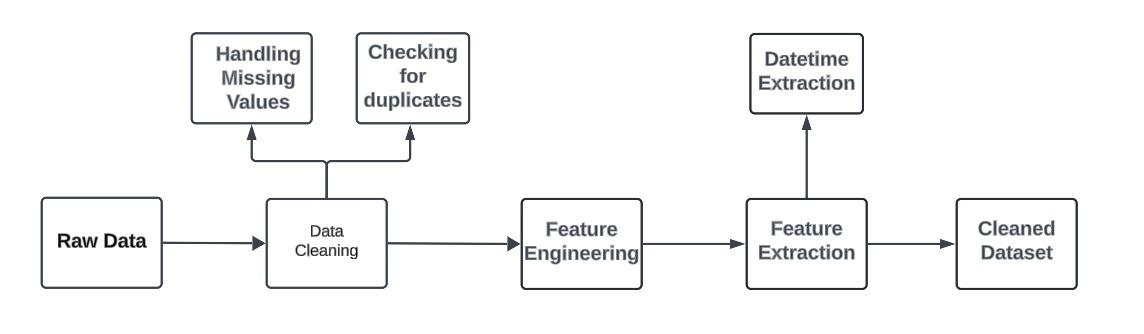 Handling
Missing
Values
Checking
for
duplicates
Datetime
Extraction
Raw Data
Data
Cleaning
Feature
Engineering
Feature
Extraction
Cleaned
Dataset